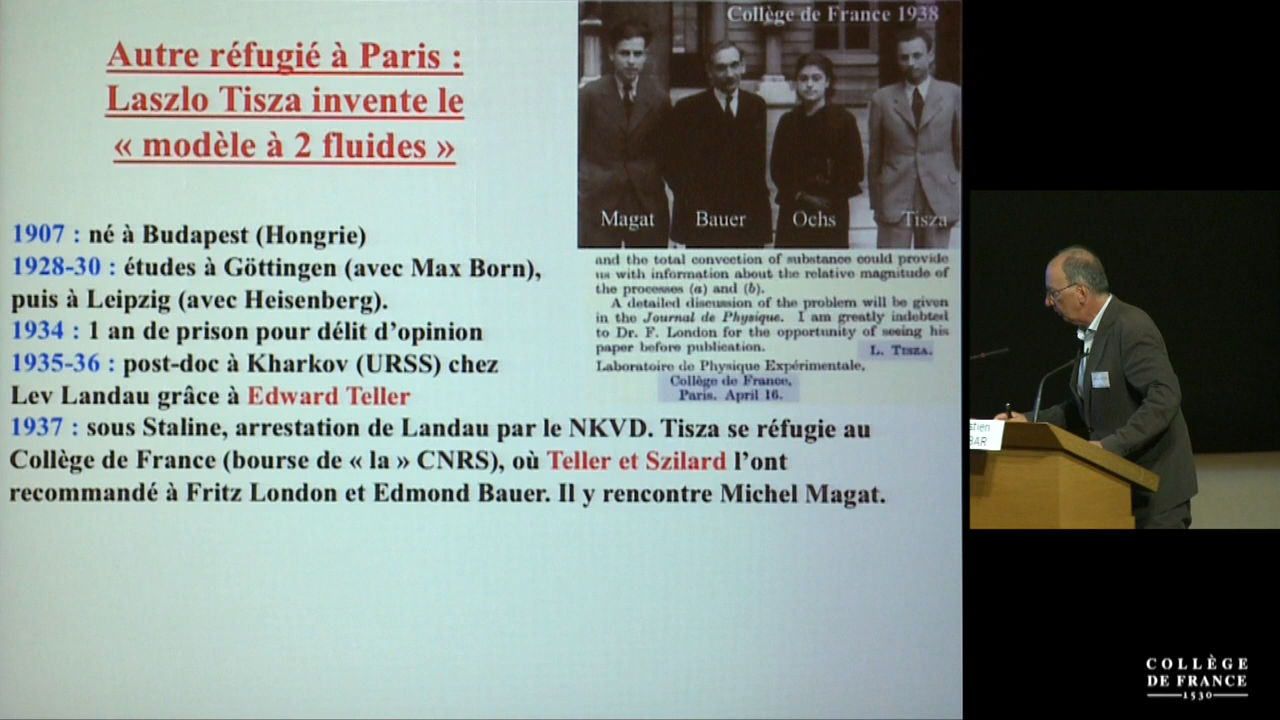 Autre réfugié à Paris :
Laszlo Tisza invente le
« modèle à 2 fluides »
Collège de France 1938
Magat Bauer Ochs Tisza
and the total convection of substance could provide
us with information about the relative magnitude of
the processes (a) and (b).
A detailed discussion of the problem will be given
in the Journal de Physique. I am greatly indebted
to Dr. F. London for the opportunity of seeing his
paper before publication.
L. TISZA.
Laboratoire de Physique Expérimentale,
Collège de France,
Paris. April 16.
1907 : né à Budapest (Hongrie)
1928-30 : études à Göttingen (avec Max Born),
puis à Leipzig (avec Heisenberg).
1934 : 1 an de prison pour délit d’opinion
1935-36 : post-doc à Kharkov (URSS) chez
Lev Landau grâce à Edward Teller
1937 : sous Staline, arrestation de Landau par le NKVD. Tisza se réfugie au
Collège de France (bourse de « la » CNRS), où Teller et Szilard l’ont
recommandé à Fritz London et Edmond Bauer. Il y rencontre Michel Magat.
stien
BAR
COLLÈGE
DE FRANCE
1530